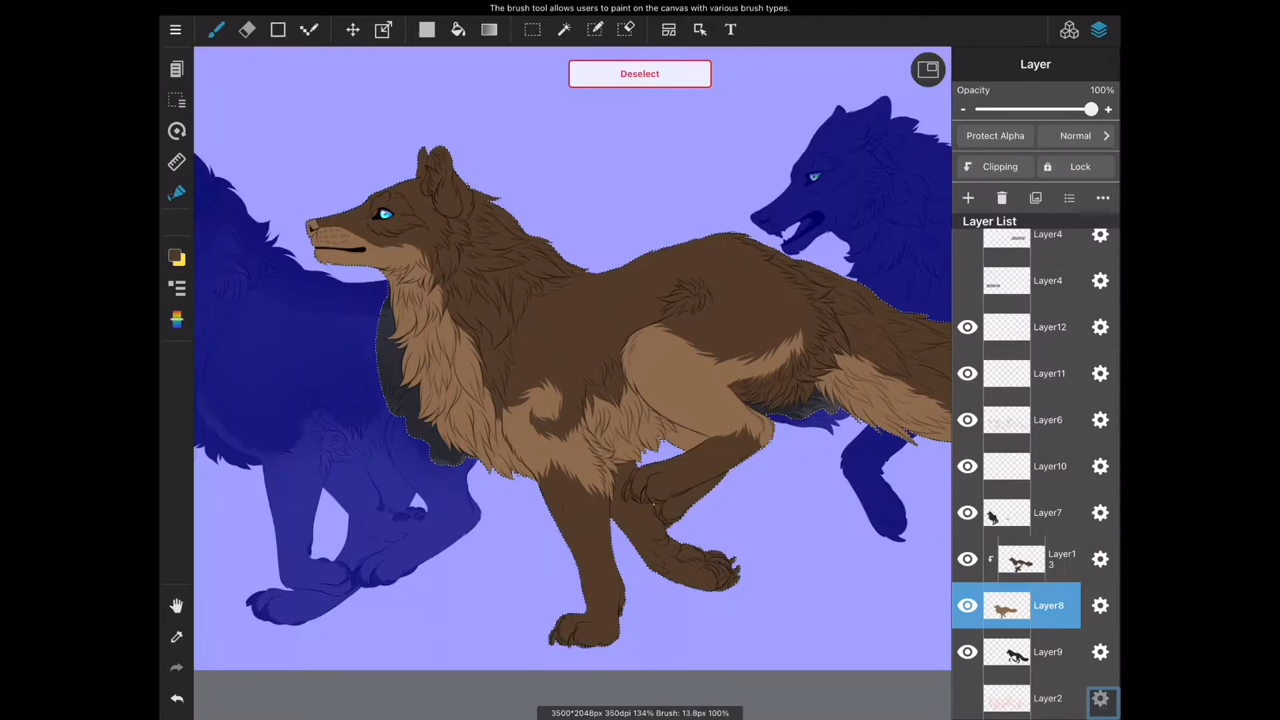 The brush tool allows users to paint on the canvas with various brush types.
T
Deselect
Layer
Opacity
100%
-
+
Protect Alpha
Normal
Clipping
Lock
Layer List
Layer4
Layer4
Layer12
Layer11
Layer6
Layer10
Layer7
Layer1
3
Layer8
Layer9
Layer2
3500*2048px 350dpi 134% Brush: 13.8px 100%